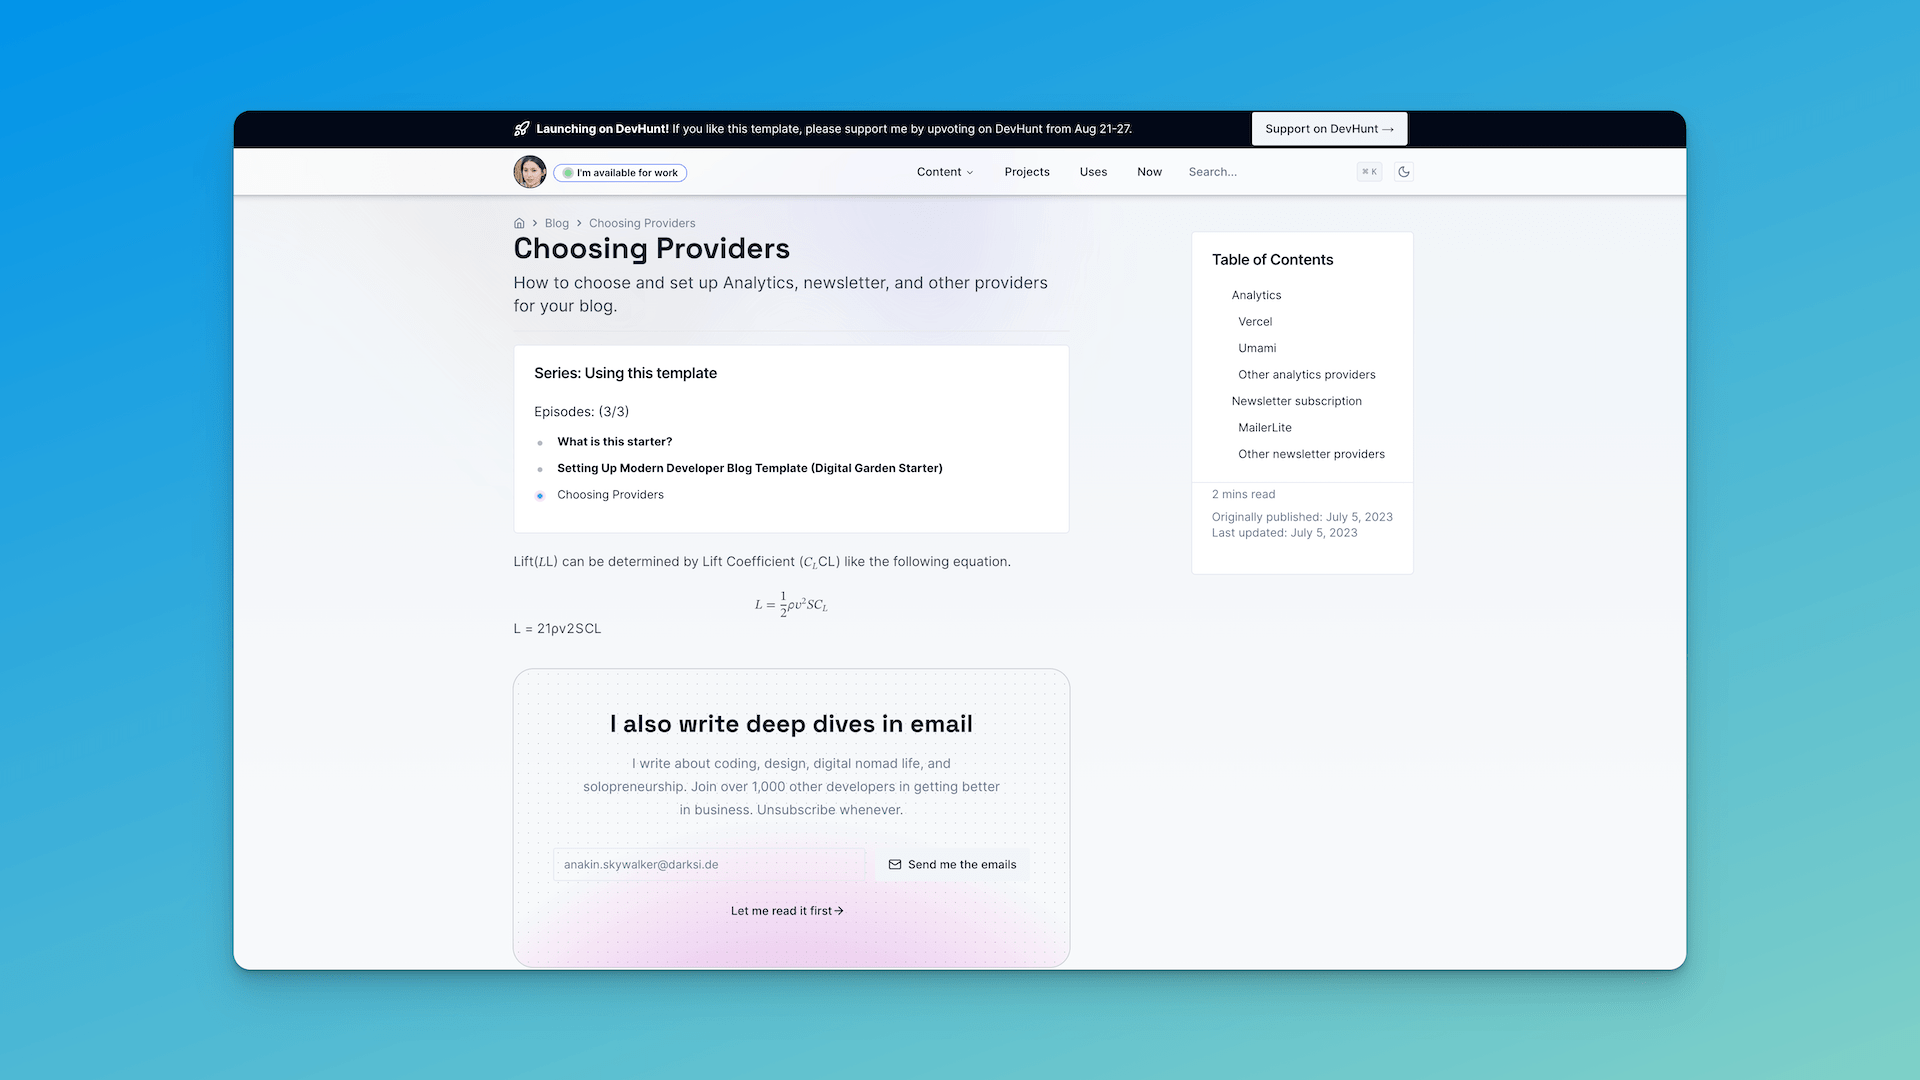 Launching on DevHunt! If you like this template, please support me by upvoting on DevHunt from Aug 21-27.
Support on DevHunt →
I'm available for work
Content
Projects
Uses
Now
Search...
⌘ K
Blog
Choosing Providers
Choosing Providers
How to choose and set up Analytics, newsletter, and other providers
for your blog.
Series: Using this template
Episodes: (3/3)
What is this starter?
Setting Up Modern Developer Blog Template (Digital Garden Starter)
Choosing Providers
Lift(LL) can be determined by Lift Coefficient (C_LCL) like the following equation.
L = 1/2 ρv²SC_L
L = 21ρv2SCL
I also write deep dives in email
I write about coding, design, digital nomad life, and
solopreneurship. Join over 1,000 other developers in getting better
in business. Unsubscribe whenever.
anakin.skywalker@darksi.de
Send me the emails
Let me read it first→
Table of Contents
Analytics
Vercel
Umami
Other analytics providers
Newsletter subscription
MailerLite
Other newsletter providers
2 mins read
Originally published: July 5, 2023
Last updated: July 5, 2023